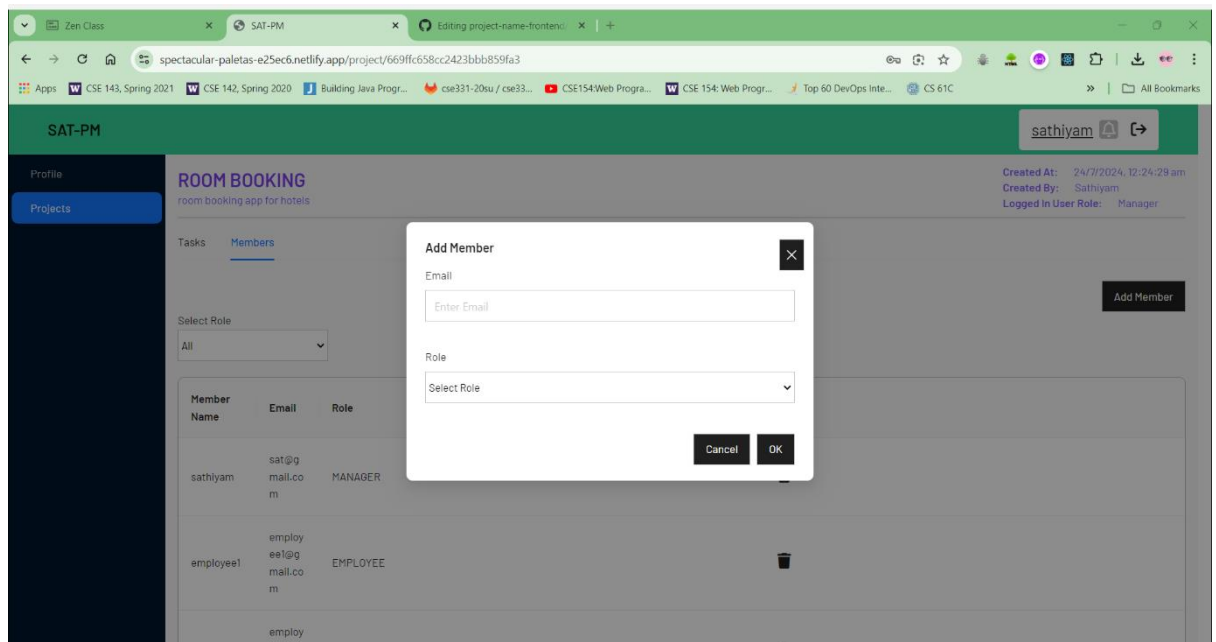 Zen Class
SAT-PM
Editing project-name-frontend
spectacular-paletas-e25ec6.netlify.app/project/669ffc658cc2423bbb859fa3
Apps
CSE 143, Spring 2021
CSE 142, Spring 2020
Building Java Progr...
cse331-20su / cse33...
CSE154:Web Progra...
CSE 154: Web Progr...
Top 60 DevOps Inte...
CS 61C
All Bookmarks
SAT-PM
sathiyam
Profile
Projects
ROOM BOOKING
room booking app for hotels
Created At: 24/7/2024, 12:24:29 am
Created By: Sathiyam
Logged In User Role: Manager
Tasks
Members
Add Member
Select Role
All
Member
Name
Email
Role
sathiyam
sat@g
mail.co
m
MANAGER
employee1
employ
ee1@g
mail.co
m
EMPLOYEE
employ
Add Member
Email
Enter Email
Role
Select Role
Cancel
OK